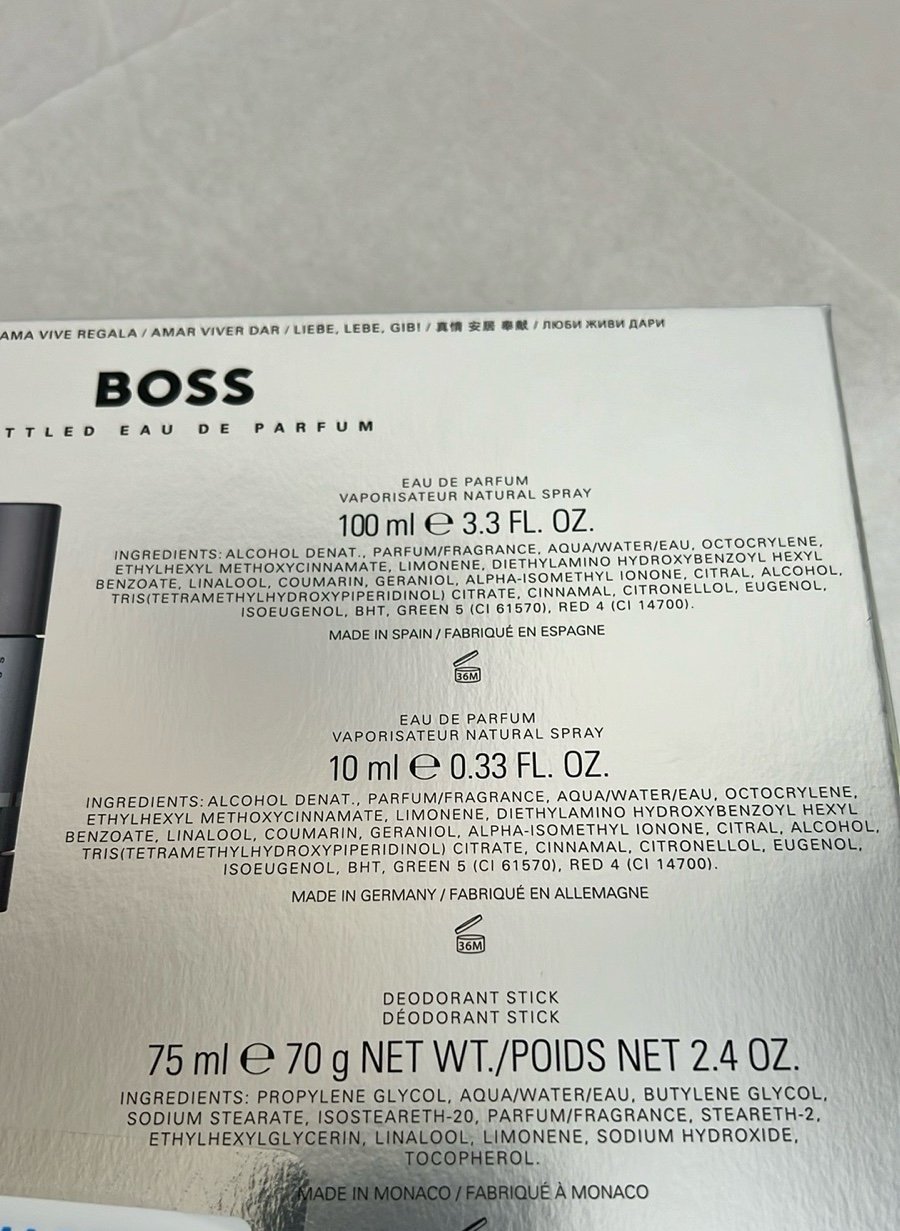 AMA VIVE REGALA / AMAR VIVER DAR / LIEBE, LEBE, GIB! / 真情 安居 奉献 / ЛЮБИ ЖИВИ ДАРИ
BOSS
TTLED EAU DE PARFUM
EAU DE PARFUM
VAPORISATEUR NATURAL SPRAY
100 ml ℮ 3.3 FL. OZ.
INGREDIENTS: ALCOHOL DENAT., PARFUM/FRAGRANCE, AQUA/WATER/EAU, OCTOCRYLENE,
ETHYLHEXYL METHOXYCINNAMATE, LIMONENE, DIETHYLAMINO HYDROXYBENZOYL HEXYL
BENZOATE, LINALOOL, COUMARIN, GERANIOL, ALPHA-ISOMETHYL IONONE, CITRAL, ALCOHOL,
TRIS(TETRAMETHYLHYDROXYPIPERIDINOL) CITRATE, CINNAMAL, CITRONELLOL, EUGENOL,
ISOEUGENOL, BHT, GREEN 5 (CI 61570), RED 4 (CI 14700).
MADE IN SPAIN / FABRIQUÉ EN ESPAGNE
36M
EAU DE PARFUM
VAPORISATEUR NATURAL SPRAY
10 ml ℮ 0.33 FL. OZ.
INGREDIENTS: ALCOHOL DENAT., PARFUM/FRAGRANCE, AQUA/WATER/EAU, OCTOCRYLENE,
ETHYLHEXYL METHOXYCINNAMATE, LIMONENE, DIETHYLAMINO HYDROXYBENZOYL HEXYL
BENZOATE, LINALOOL, COUMARIN, GERANIOL, ALPHA-ISOMETHYL IONONE, CITRAL, ALCOHOL,
TRIS(TETRAMETHYLHYDROXYPIPERIDINOL) CITRATE, CINNAMAL, CITRONELLOL, EUGENOL,
ISOEUGENOL, BHT, GREEN 5 (CI 61570), RED 4 (CI 14700).
MADE IN GERMANY / FABRIQUÉ EN ALLEMAGNE
36M
DEODORANT STICK
DÉODORANT STICK
75 ml ℮ 70 g NET WT./POIDS NET 2.4 OZ.
INGREDIENTS: PROPYLENE GLYCOL, AQUA/WATER/EAU, BUTYLENE GLYCOL,
SODIUM STEARATE, ISOSTEARETH-20, PARFUM/FRAGRANCE, STEARETH-2,
ETHYLHEXYLGLYCERIN, LINALOOL, LIMONENE, SODIUM HYDROXIDE,
TOCOPHEROL.
MADE IN MONACO / FABRIQUÉ À MONACO